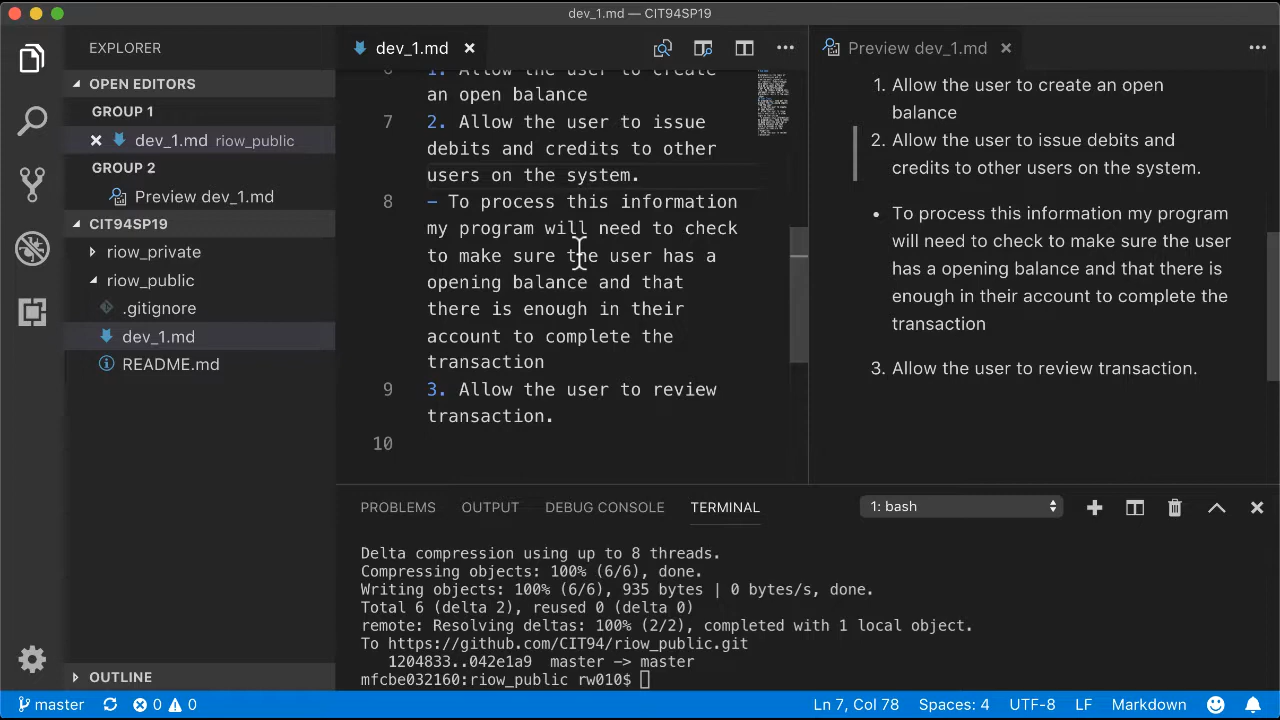 dev_1.md — CIT94SP19
EXPLORER
OPEN EDITORS
GROUP 1
dev_1.md riow_public
GROUP 2
Preview dev_1.md
CIT94SP19
riow_private
riow_public
.gitignore
dev_1.md
README.md
OUTLINE
dev_1.md
6 1. Allow the user to create
an open balance
7 2. Allow the user to issue
debits and credits to other
users on the system.
8 - To process this information
my program will need to check
to make sure the user has a
opening balance and that
there is enough in their
account to complete the
transaction
9 3. Allow the user to review
transaction.
10
Preview dev_1.md
1. Allow the user to create an open
balance
2. Allow the user to issue debits and
credits to other users on the system.
• To process this information my program
will need to check to make sure the user
has a opening balance and that there is
enough in their account to complete the
transaction
3. Allow the user to review transaction.
PROBLEMS OUTPUT DEBUG CONSOLE TERMINAL 1: bash
Delta compression using up to 8 threads.
Compressing objects: 100% (6/6), done.
Writing objects: 100% (6/6), 935 bytes | 0 bytes/s, done.
Total 6 (delta 2), reused 0 (delta 0)
remote: Resolving deltas: 100% (2/2), completed with 1 local object.
To https://github.com/CIT94/riow_public.git
1204833..042e1a9 master -> master
mfcbe032160:riow_public rw010$
master 0 0 Ln 7, Col 78 Spaces: 4 UTF-8 LF Markdown